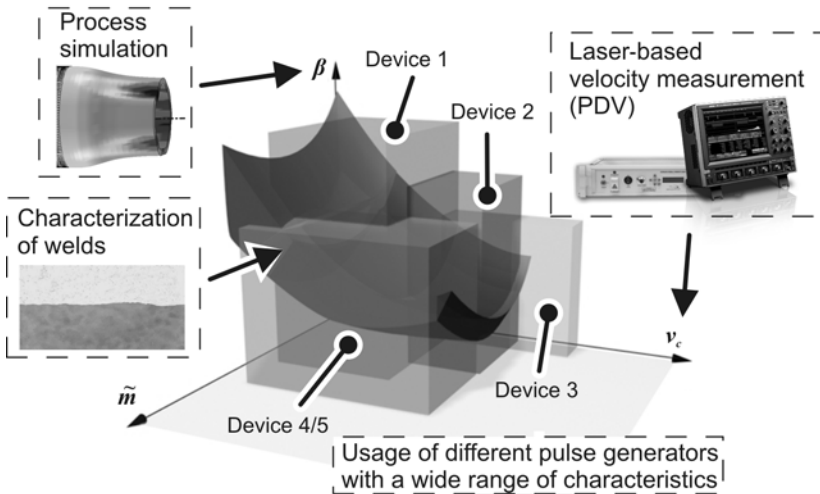 Process
simulation
β
Device 1
Device 2
Laser-based
velocity measurement
(PDV)
Characterization
of welds
v_c
m̃
Device 3
Device 4/5
Usage of different pulse generators
with a wide range of characteristics